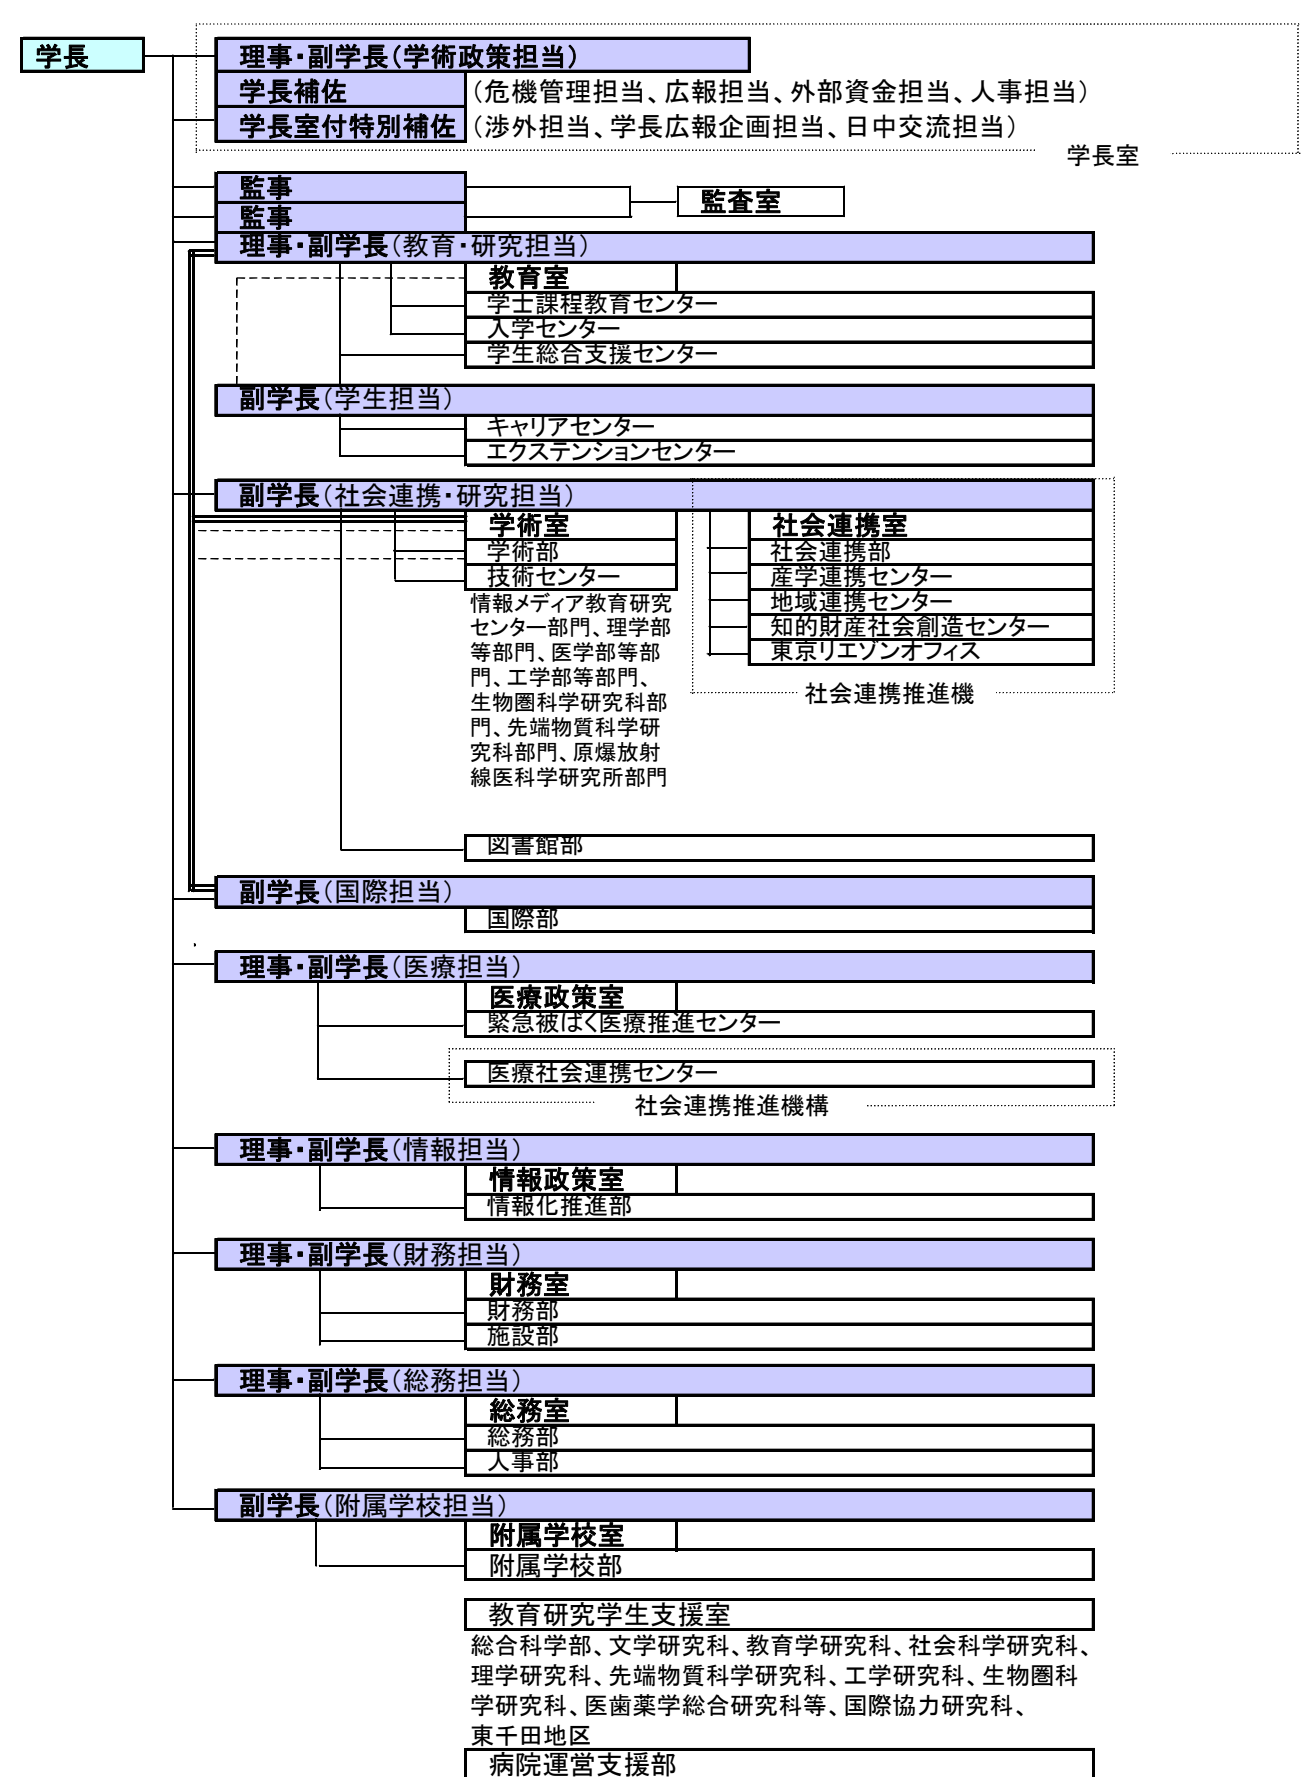 学長
理事・副学長（学術政策担当）
学長補佐
（危機管理担当、広報担当、外部資金担当、人事担当）
学長室付特別補佐
（渉外担当、学長広報企画担当、日中交流担当）
学長室
監事
監査室
監事
理事・副学長（教育・研究担当）
教育室
学士課程教育センター
入学センター
学生総合支援センター
副学長（学生担当）
キャリアセンター
エクステンションセンター
副学長（社会連携・研究担当）
学術室
学術部
技術センター
情報メディア教育研究
センター部門、理学部
等部門、医学部等部
門、工学部等部門、
生物圏科学研究科部
門、先端物質科学研
究科部門、原爆放射
線医科学研究所部門
社会連携室
社会連携部
産学連携センター
地域連携センター
知的財産社会創造センター
東京リエゾンオフィス
社会連携推進機
図書館部
副学長（国際担当）
国際部
理事・副学長（医療担当）
医療政策室
緊急被ばく医療推進センター
医療社会連携センター
社会連携推進機構
理事・副学長（情報担当）
情報政策室
情報化推進部
理事・副学長（財務担当）
財務室
財務部
施設部
理事・副学長（総務担当）
総務室
総務部
人事部
副学長（附属学校担当）
附属学校室
附属学校部
教育研究学生支援室
総合科学部、文学研究科、教育学研究科、社会科学研究科、
理学研究科、先端物質科学研究科、工学研究科、生物圏科
学研究科、医歯薬学総合研究科等、国際協力研究科、
東千田地区
病院運営支援部